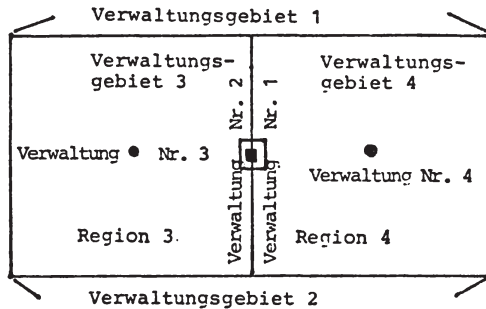 Verwaltungsgebiet 1
Verwaltungs-
gebiet 3
Verwaltungs-
gebiet 4
Verwaltung Nr. 2
Verwaltung Nr. 1
Verwaltung Nr. 3
Verwaltung Nr. 4
Region 3.
Region 4
Verwaltungsgebiet 2